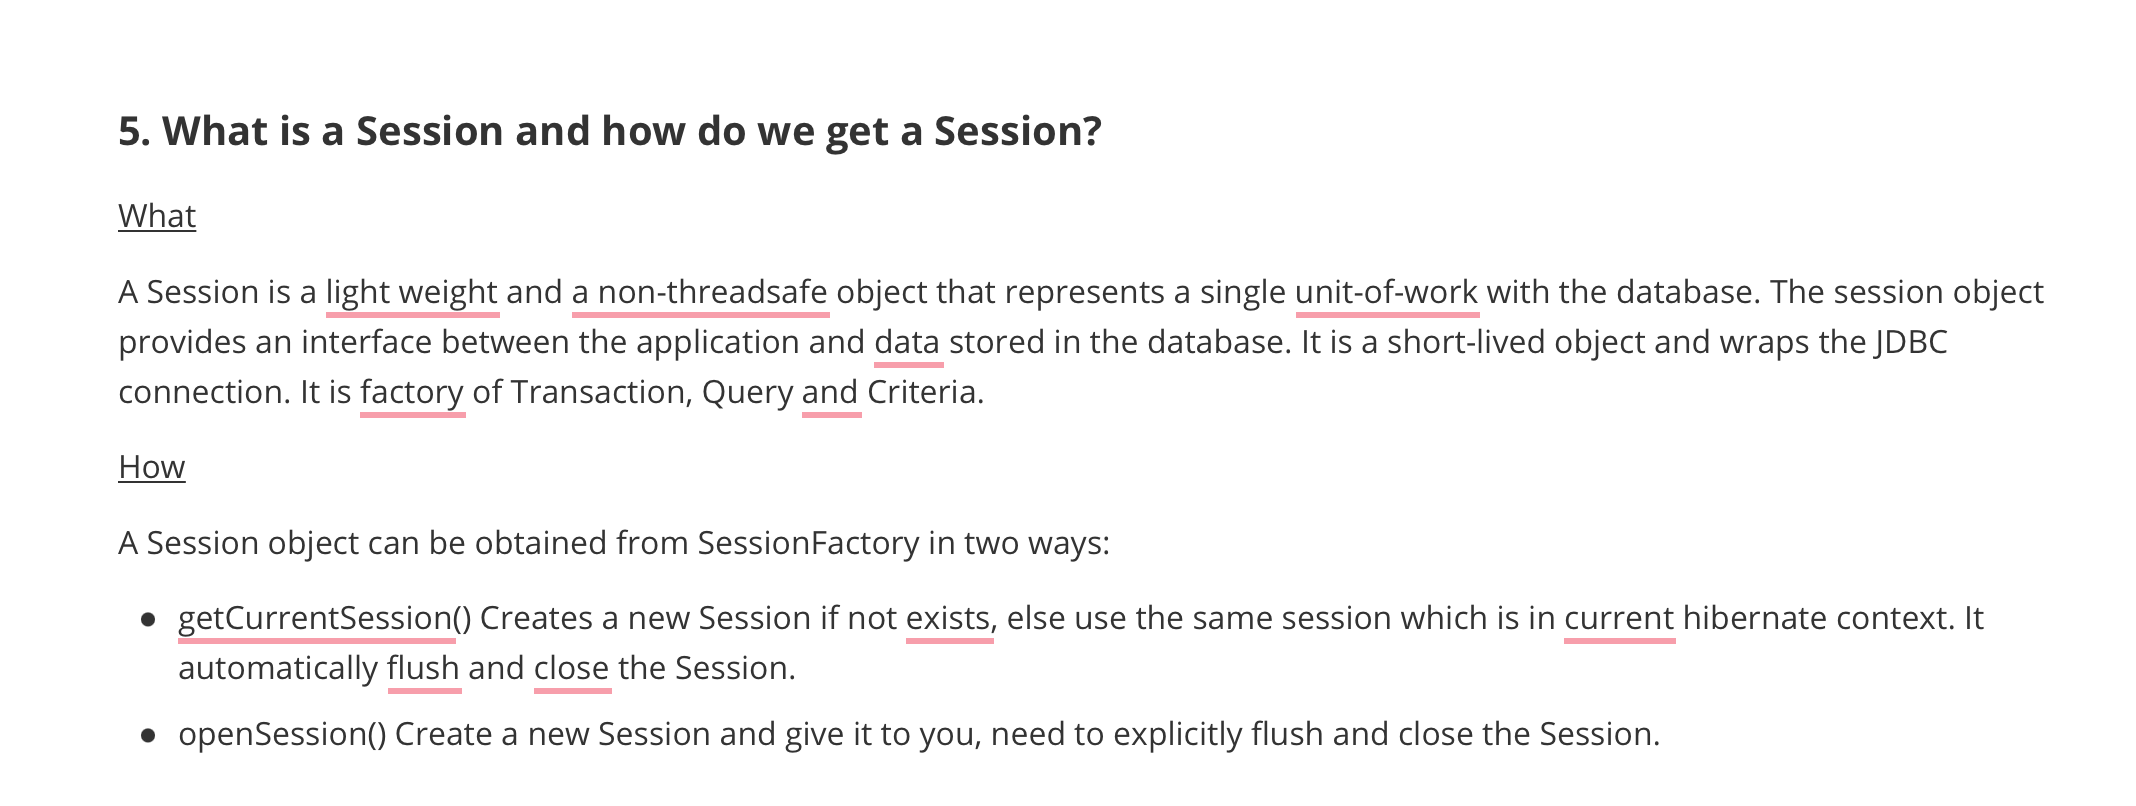 5. What is a Session and how do we get a Session?
What
A Session is a light weight and a non-threadsafe object that represents a single unit-of-work with the database. The session object
provides an interface between the application and data stored in the database. It is a short-lived object and wraps the JDBC
connection. It is factory of Transaction, Query and Criteria.
How
A Session object can be obtained from SessionFactory in two ways:
● getCurrentSession() Creates a new Session if not exists, else use the same session which is in current hibernate context. It
automatically flush and close the Session.
● openSession() Create a new Session and give it to you, need to explicitly flush and close the Session.